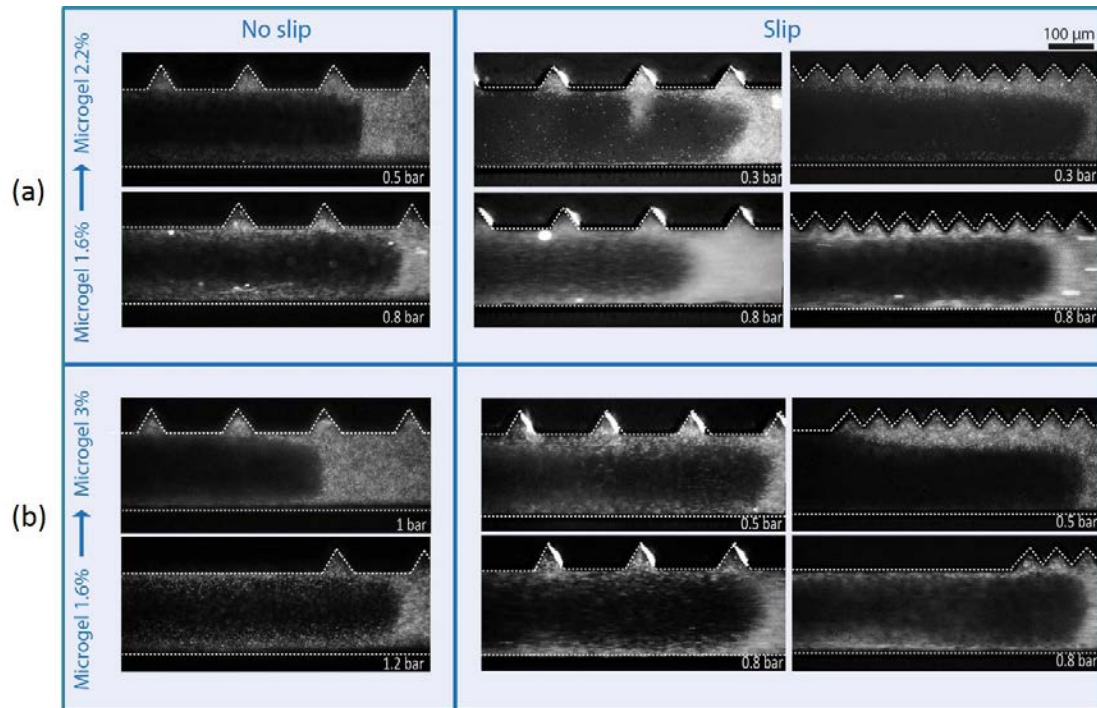 No slip
Slip
100 µm
(a)
Microgel 1.6% → Microgel 2.2%
0.5 bar
0.3 bar
0.3 bar
0.8 bar
0.8 bar
0.8 bar
(b)
Microgel 1.6% → Microgel 3%
1 bar
0.5 bar
0.5 bar
1.2 bar
0.8 bar
0.8 bar